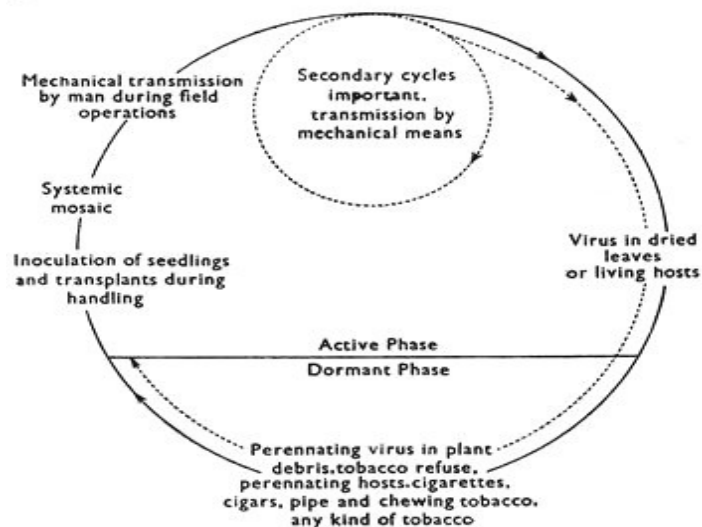 Mechanical transmission
by man during field
operations
Secondary cycles
important,
transmission by
mechanical means
Systemic
mosaic
Inoculation of seedlings
and transplants during
handling
Virus in dried
leaves
or living hosts
Active Phase
Dormant Phase
Perennating virus in plant
debris,tobacco refuse,
perennating hosts.cigarettes,
cigars, pipe and chewing tobacco,
any kind of tobacco